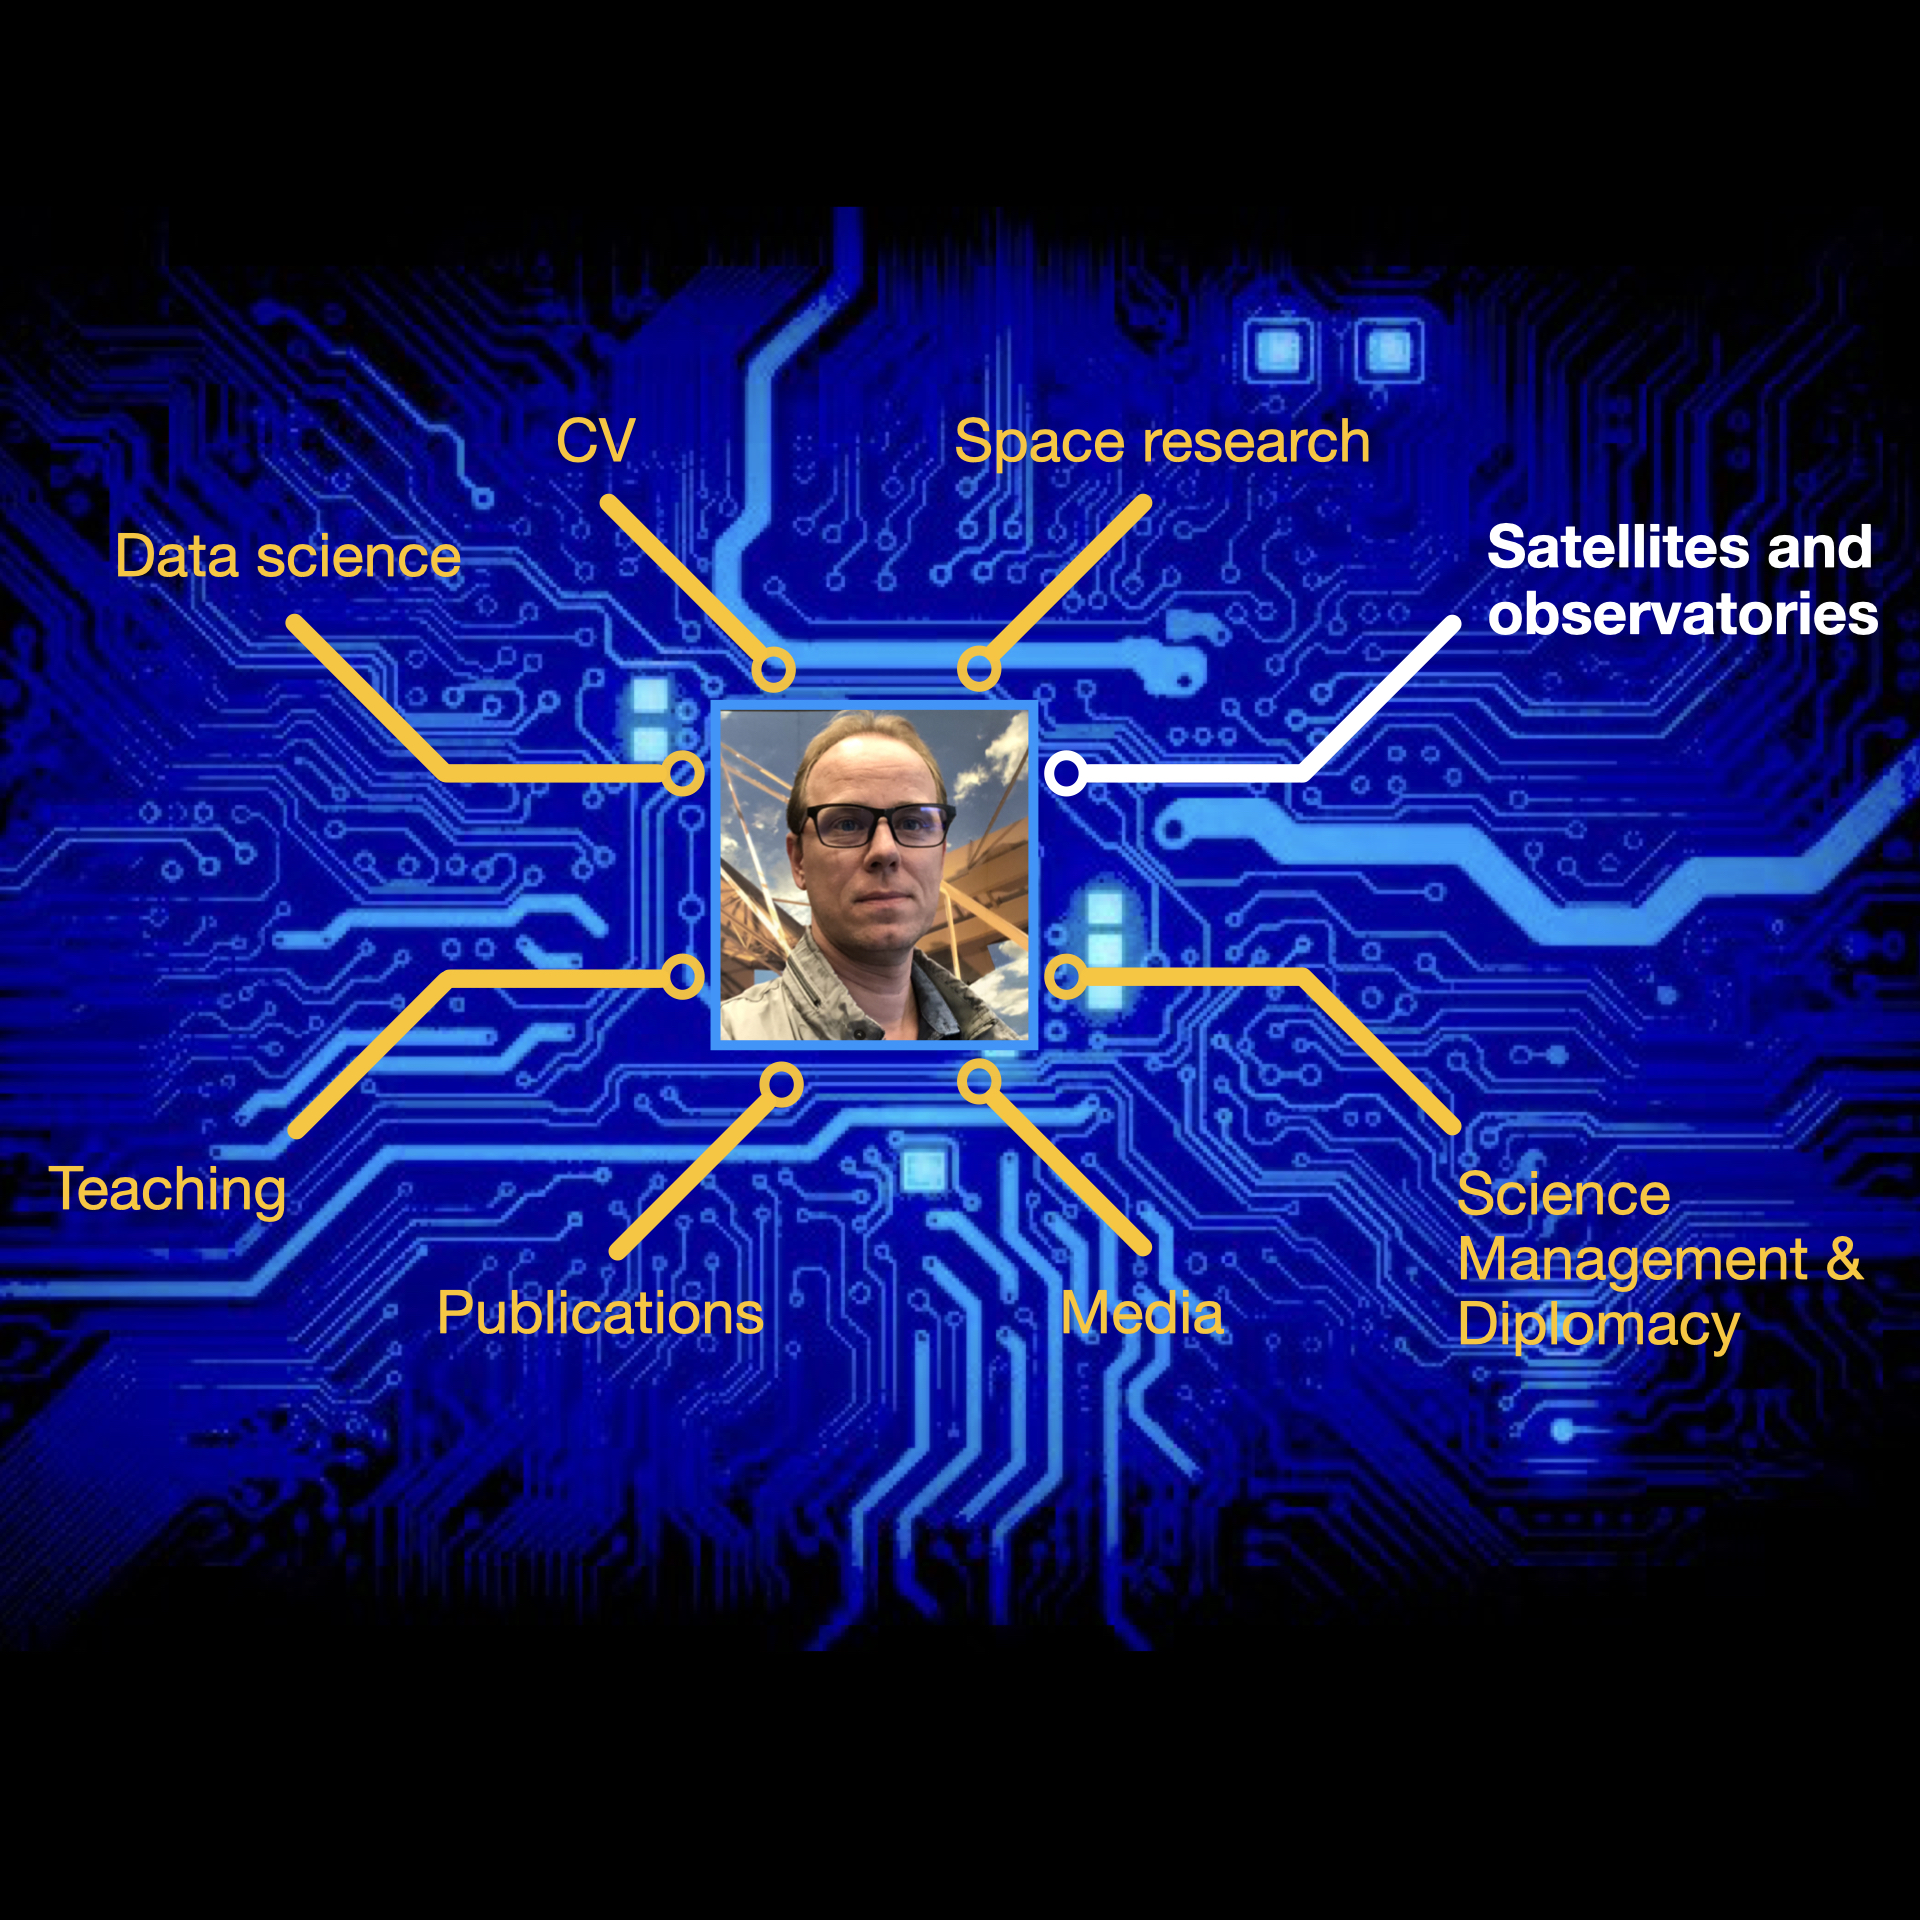 CV
Space research
Data science
Satellites and
observatories
Teaching
Publications
Media
Science
Management &
Diplomacy